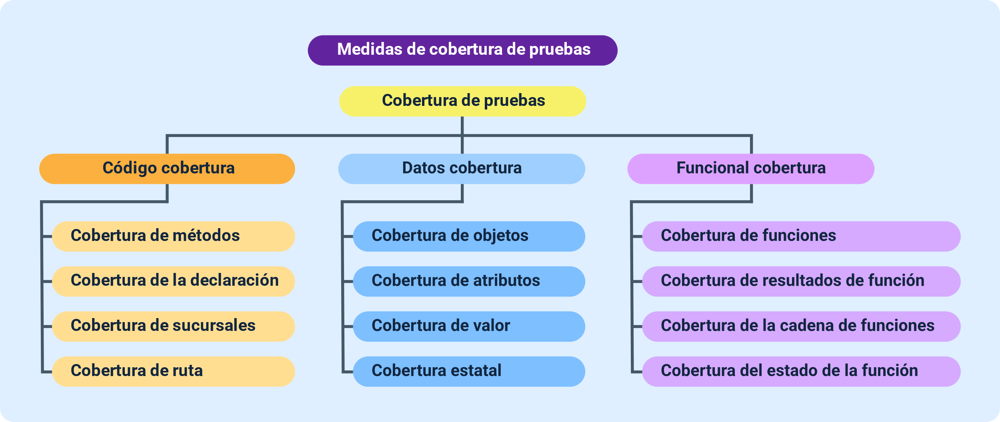 Medidas de cobertura de pruebas
Cobertura de pruebas
Código cobertura
Datos cobertura
Funcional cobertura
Cobertura de métodos
Cobertura de la declaración
Cobertura de sucursales
Cobertura de ruta
Cobertura de objetos
Cobertura de atributos
Cobertura de valor
Cobertura estatal
Cobertura de funciones
Cobertura de resultados de función
Cobertura de la cadena de funciones
Cobertura del estado de la función